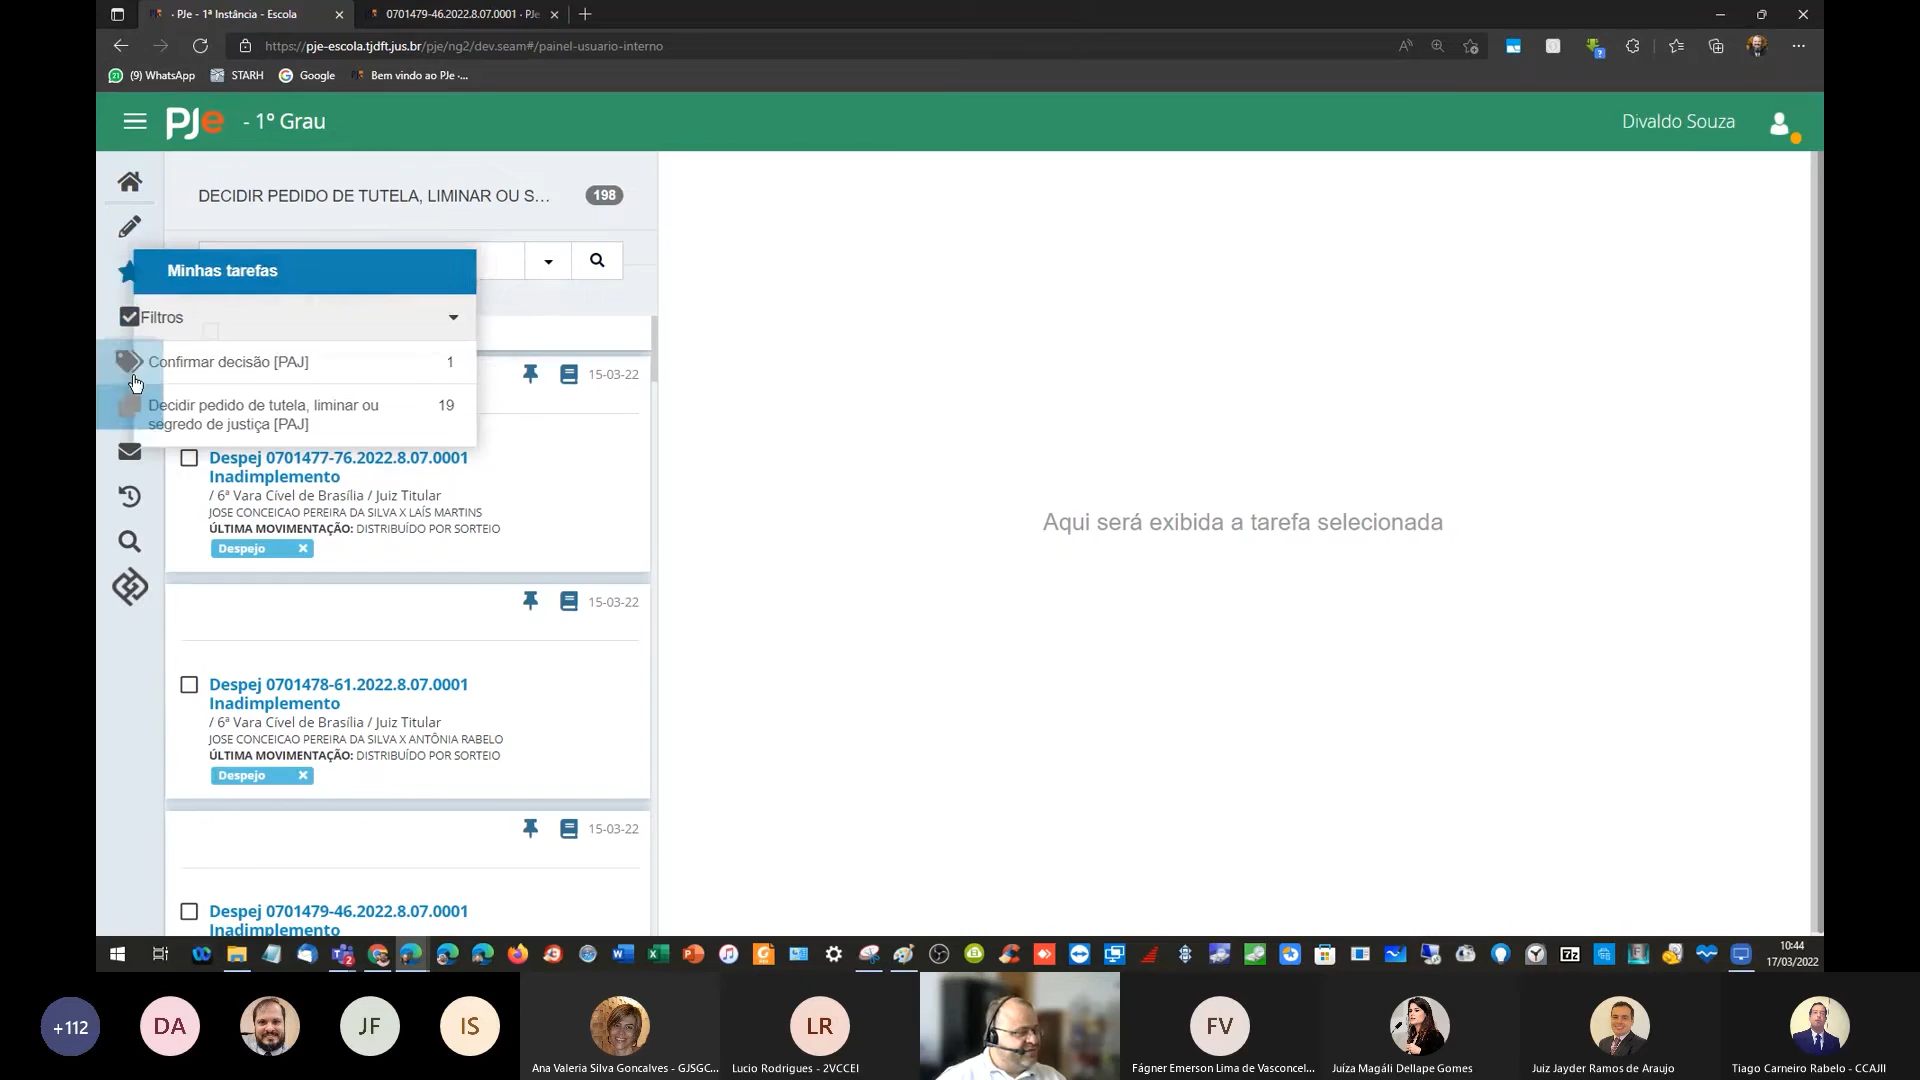 · PJe - 1ª Instância - Escola
0701479-46.2022.8.07.0001 · PJe
https://pje-escola.tjdft.jus.br/pje/ng2/dev.seam#/painel-usuario-interno
(9) WhatsApp
STARH
Google
Bem vindo ao PJe ·...
PJe - 1º Grau
Divaldo Souza
DECIDIR PEDIDO DE TUTELA, LIMINAR OU S...
198
Minhas tarefas
Filtros
Confirmar decisão [PAJ]
1
Decidir pedido de tutela, liminar ou
segredo de justiça [PAJ]
19
15-03-22
Despej 0701477-76.2022.8.07.0001
Inadimplemento
/ 6ª Vara Cível de Brasília / Juiz Titular
JOSE CONCEICAO PEREIRA DA SILVA X LAÍS MARTINS
ÚLTIMA MOVIMENTAÇÃO: DISTRIBUÍDO POR SORTEIO
Despejo
15-03-22
Despej 0701478-61.2022.8.07.0001
Inadimplemento
/ 6ª Vara Cível de Brasília / Juiz Titular
JOSE CONCEICAO PEREIRA DA SILVA X ANTÔNIA RABELO
ÚLTIMA MOVIMENTAÇÃO: DISTRIBUÍDO POR SORTEIO
Despejo
15-03-22
Despej 0701479-46.2022.8.07.0001
Inadimplemento
Aqui será exibida a tarefa selecionada
10:44
17/03/2022
+112
DA
JF
IS
LR
FV
Ana Valeria Silva Goncalves - GJSGC...
Lucio Rodrigues - 2VCCEI
Fágner Emerson Lima de Vasconcel...
Juíza Magáli Dellape Gomes
Juiz Jayder Ramos de Araujo
Tiago Carneiro Rabelo - CCAJII